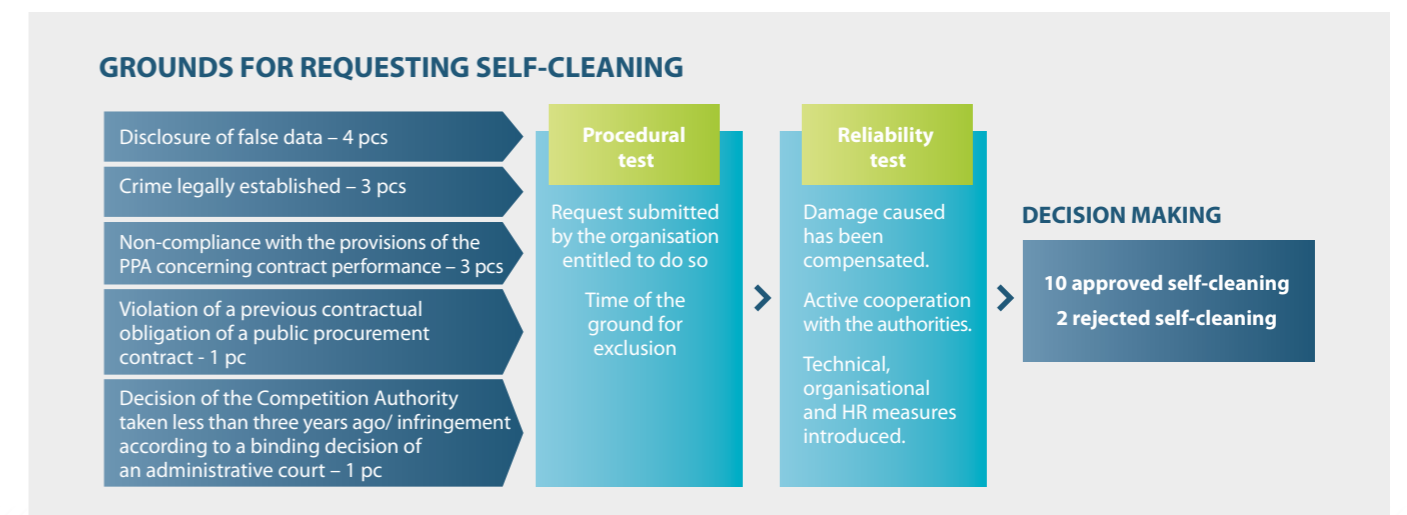 GROUNDS FOR REQUESTING SELF-CLEANING
Disclosure of false data – 4 pcs
Crime legally established – 3 pcs
Non-compliance with the provisions of the
PPA concerning contract performance – 3 pcs
Violation of a previous contractual
obligation of a public procurement
contract - 1 pc
Decision of the Competition Authority
taken less than three years ago/ infringement
according to a binding decision of
an administrative court – 1 pc
Procedural
test
Request submitted
by the organisation
entitled to do so
Time of the
ground for
exclusion
Reliability
test
Damage caused
has been
compensated.
Active cooperation
with the authorities.
Technical,
organisational
and HR measures
introduced.
DECISION MAKING
10 approved self-cleaning
2 rejected self-cleaning